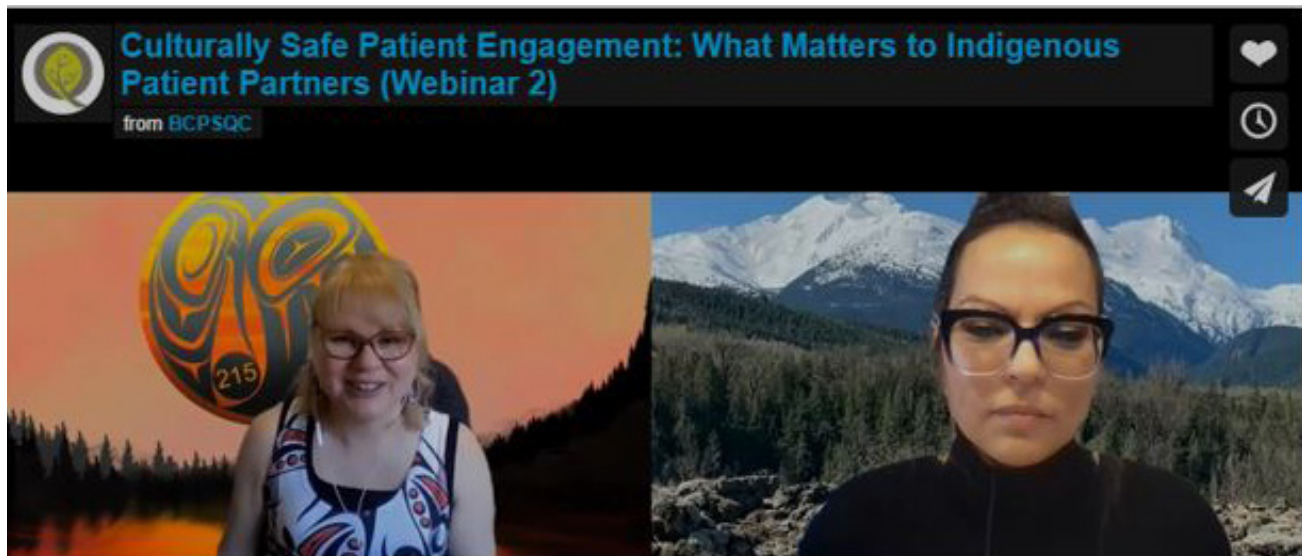 Culturally Safe Patient Engagement: What Matters to Indigenous
Patient Partners (Webinar 2)
from BCPSQC
215